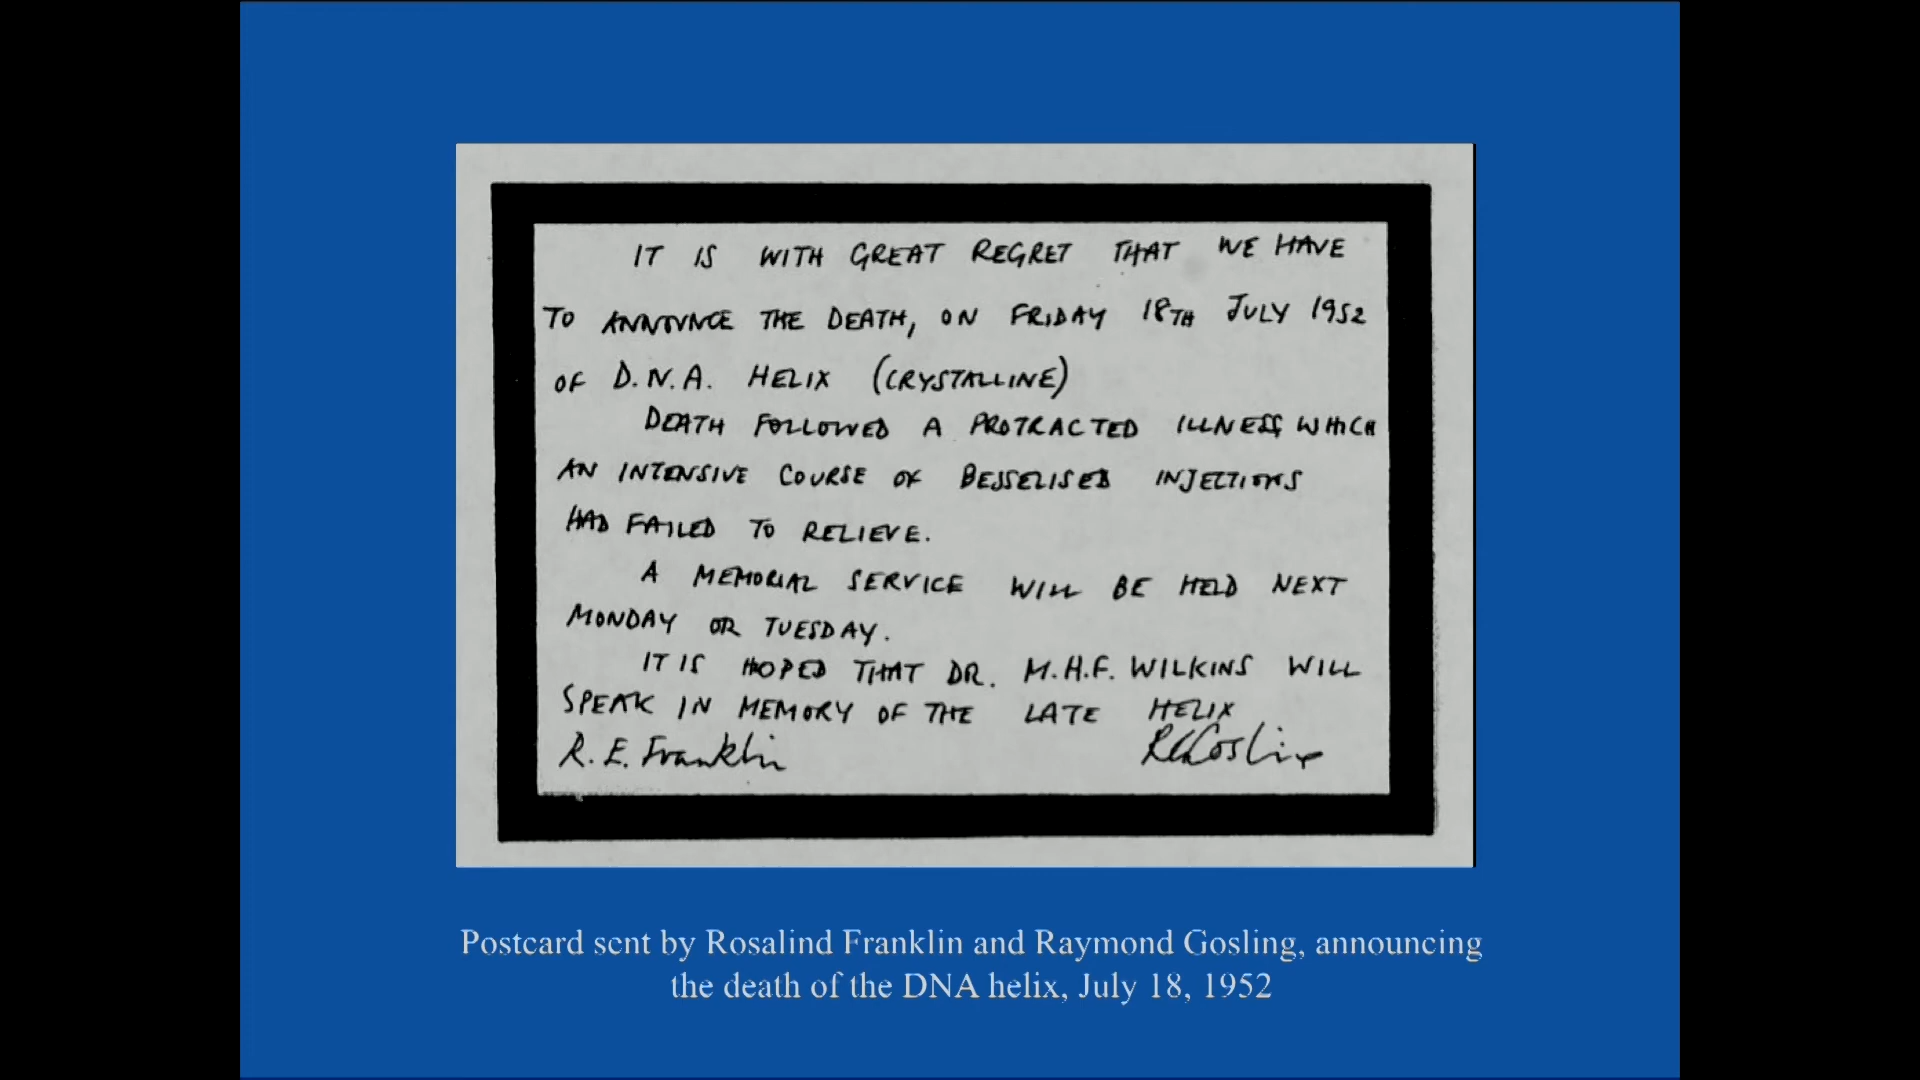 IT IS WITH GREAT REGRET THAT WE HAVE
TO ANNOUNCE THE DEATH, ON FRIDAY 18TH JULY 1952
OF D.N.A. HELIX (CRYSTALLINE)
DEATH FOLLOWED A PROTRACTED ILLNESS WHICH
AN INTENSIVE COURSE OF BESSELISED INJECTIONS
HAD FAILED TO RELIEVE.
A MEMORIAL SERVICE WILL BE HELD NEXT
MONDAY OR TUESDAY.
IT IS HOPED THAT DR. M.H.F. WILKINS WILL
SPEAK IN MEMORY OF THE LATE HELIX
R. E. Franklin RGGosling
Postcard sent by Rosalind Franklin and Raymond Gosling, announcing
the death of the DNA helix, July 18, 1952